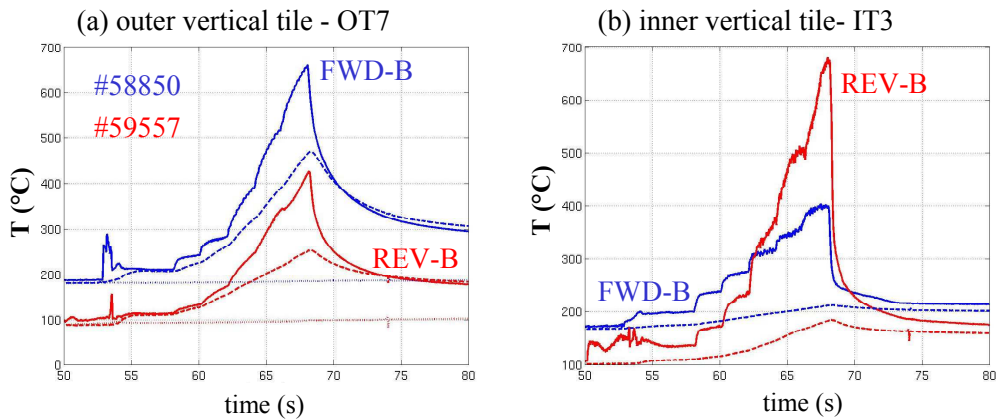 (a) outer vertical tile - OT7
(b) inner vertical tile- IT3
700
600
500
400
300
200
100
0
T (°C)
#58850
#59557
FWD-B
REV-B
50 55 60 65 70 75 80
time (s)
700
600
500
400
300
200
100
T (°C)
REV-B
FWD-B
50 55 60 65 70 75 80
time (s)